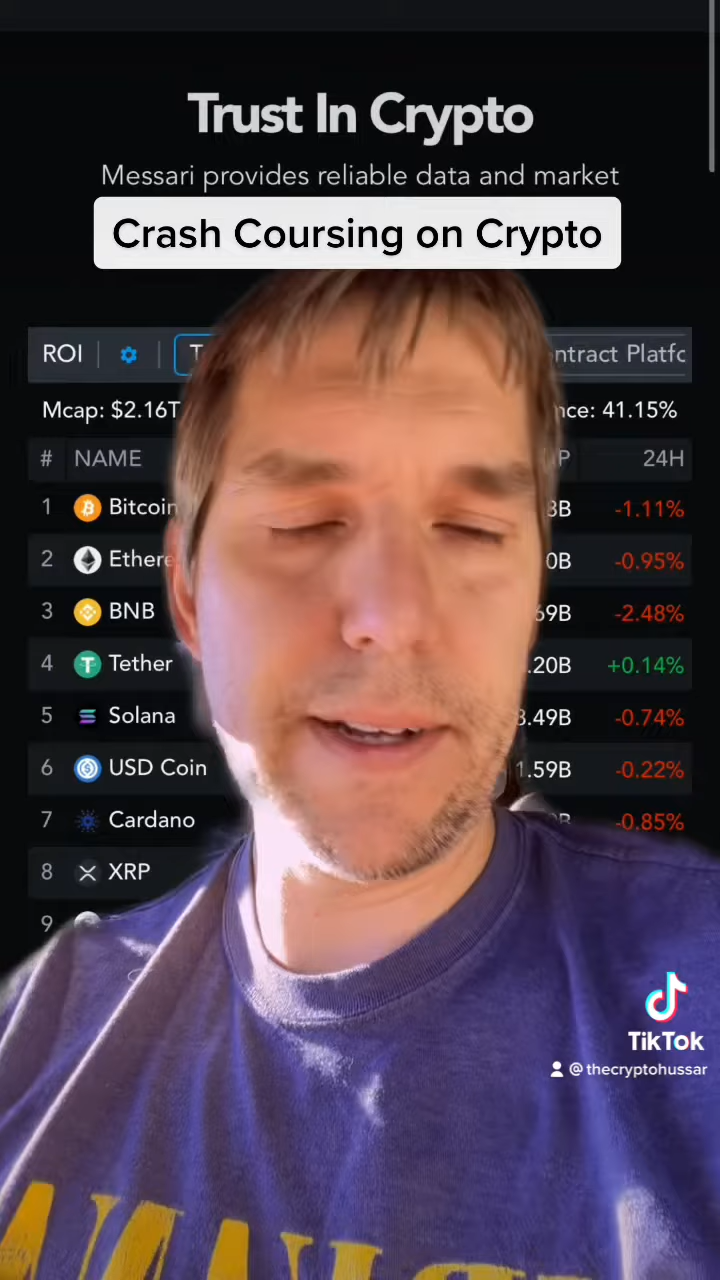 Trust In Crypto
Messari provides reliable data and market
Crash Coursing on Crypto
ROI
Mcap: $2.16T 41.15%
# NAME 24H
1 Bitcoin -1.11%
2 -0.95%
3 BNB -2.48%
4 Tether +0.14%
5 Solana -0.74%
6 USD Coin -0.22%
7 Cardano -0.85%
8 XRP
9
TikTok
@thecryptohussar